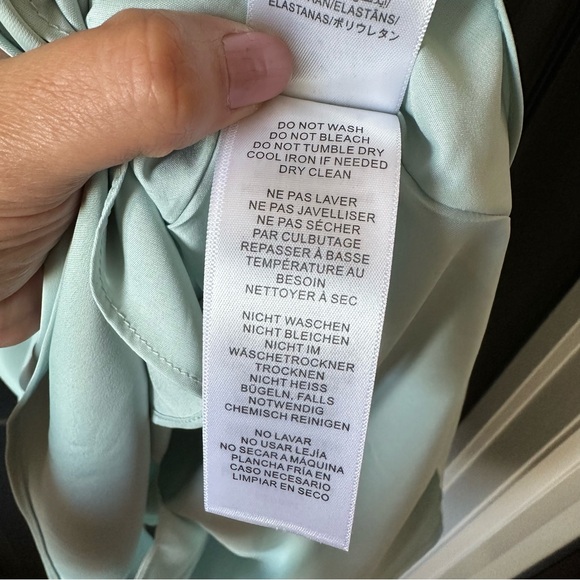 ELASTANAS/ポリウレタン
DO NOT WASH
DO NOT BLEACH
DO NOT TUMBLE DRY
COOL IRON IF NEEDED
DRY CLEAN
NE PAS LAVER
NE PAS JAVELLISER
NE PAS SÉCHER
PAR CULBUTAGE
REPASSER À BASSE
TEMPÉRATURE AU
BESOIN
NETTOYER À SEC
NICHT WASCHEN
NICHT BLEICHEN
NICHT IM
WÄSCHETROCKNER
TROCKNEN
NICHT HEISS
BÜGELN, FALLS
NOTWENDIG
CHEMISCH REINIGEN
NO LAVAR
NO USAR LEJÍA
NO SECAR A MÁQUINA
PLANCHA FRÍA EN
CASO NECESARIO
LIMPIAR EN SECO